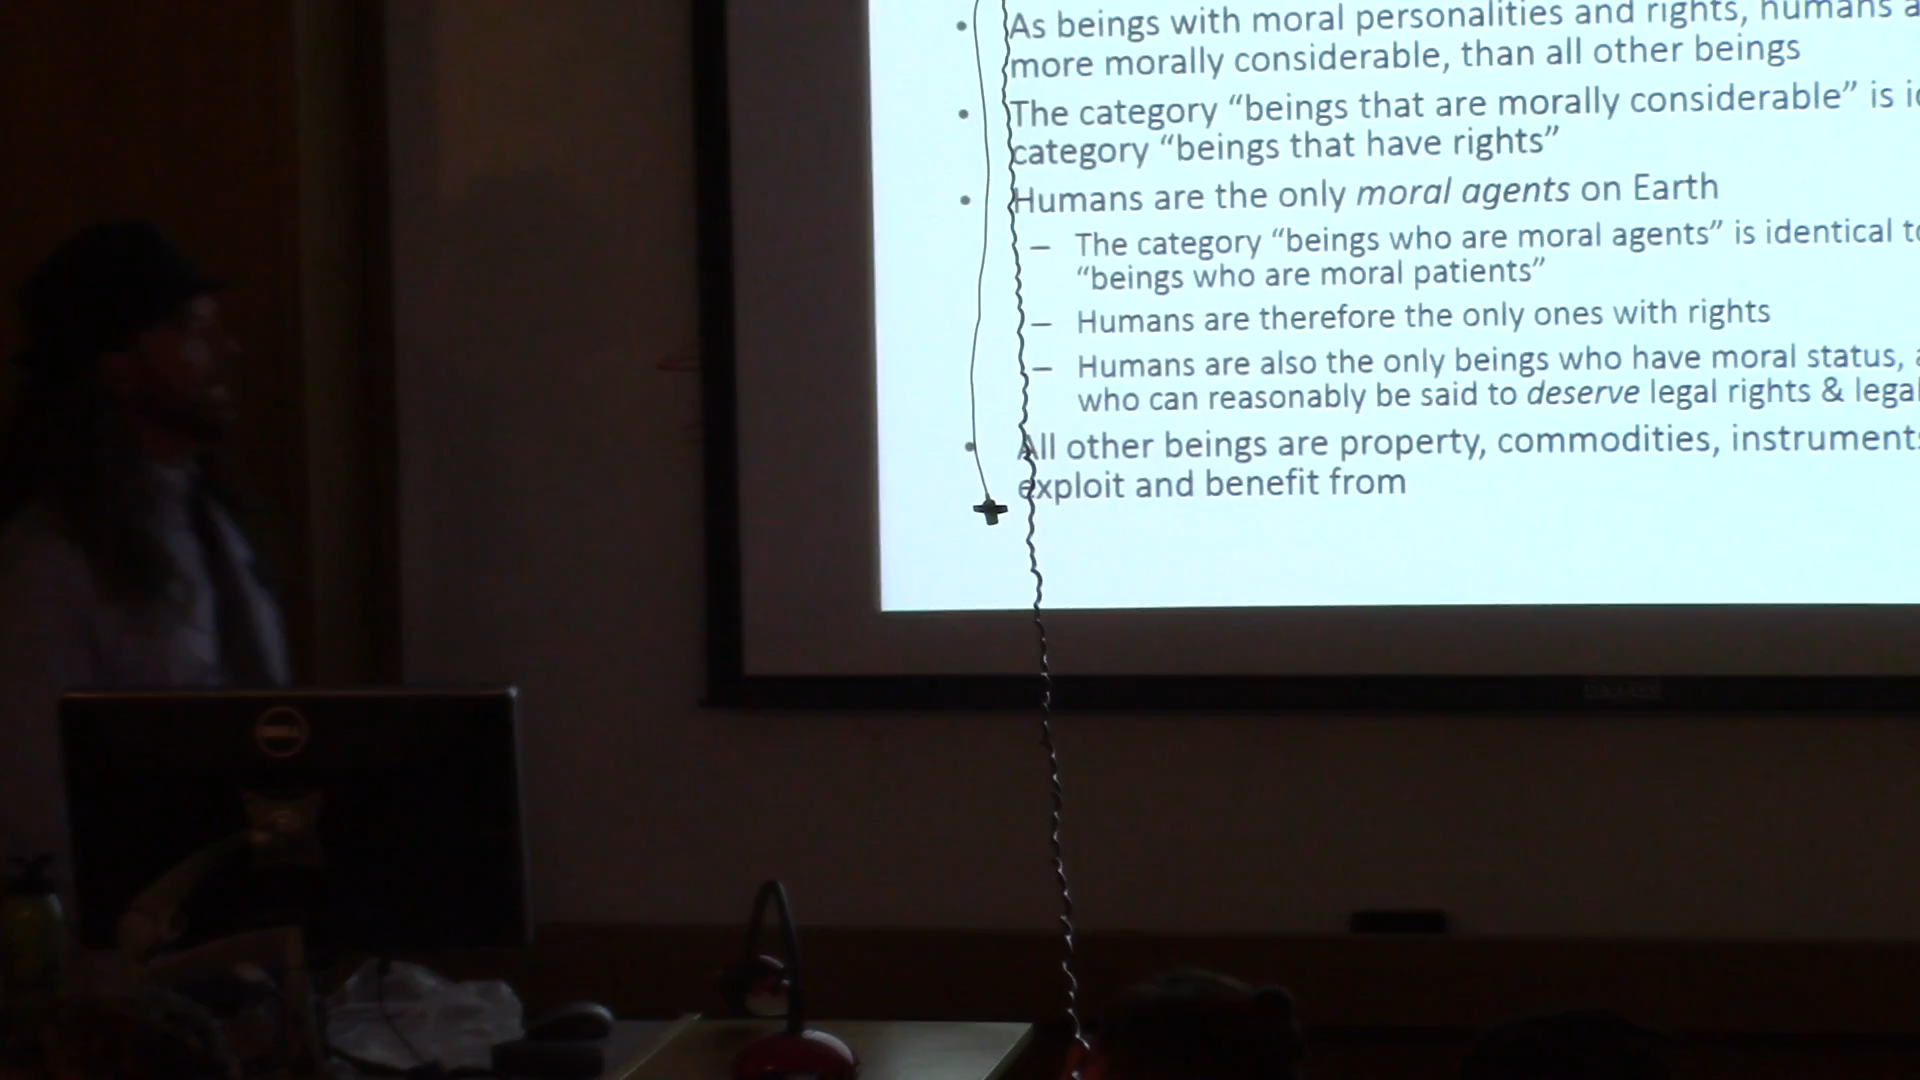 As beings with moral personalities and rights, humans
more morally considerable, than all other beings
The category “beings that are morally considerable” is
category “beings that have rights”
Humans are the only moral agents on Earth
– The category “beings who are moral agents” is identical
“beings who are moral patients”
– Humans are therefore the only ones with rights
– Humans are also the only beings who have moral status,
who can reasonably be said to deserve legal rights & legal
All other beings are property, commodities, instruments
exploit and benefit from
DELL